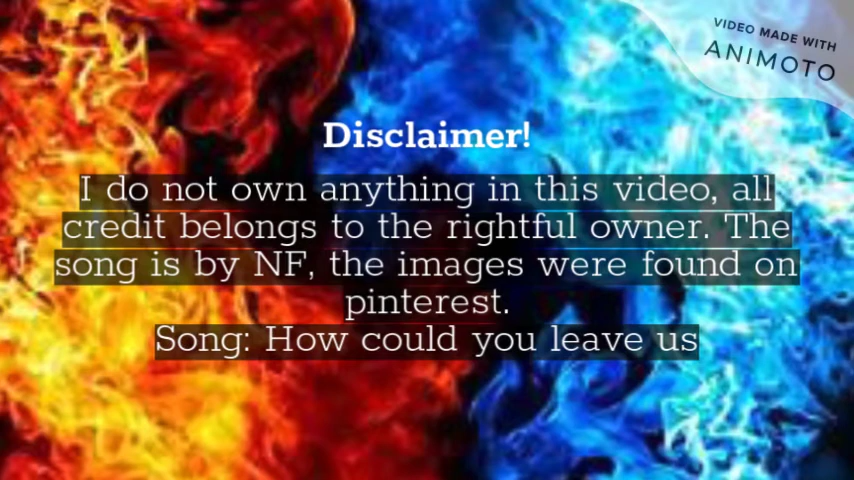 VIDEO MADE WITH
ANIMOTO
Disclaimer!
I do not own anything in this video, all
credit belongs to the rightful owner. The
song is by NF, the images were found on
pinterest.
Song: How could you leave us